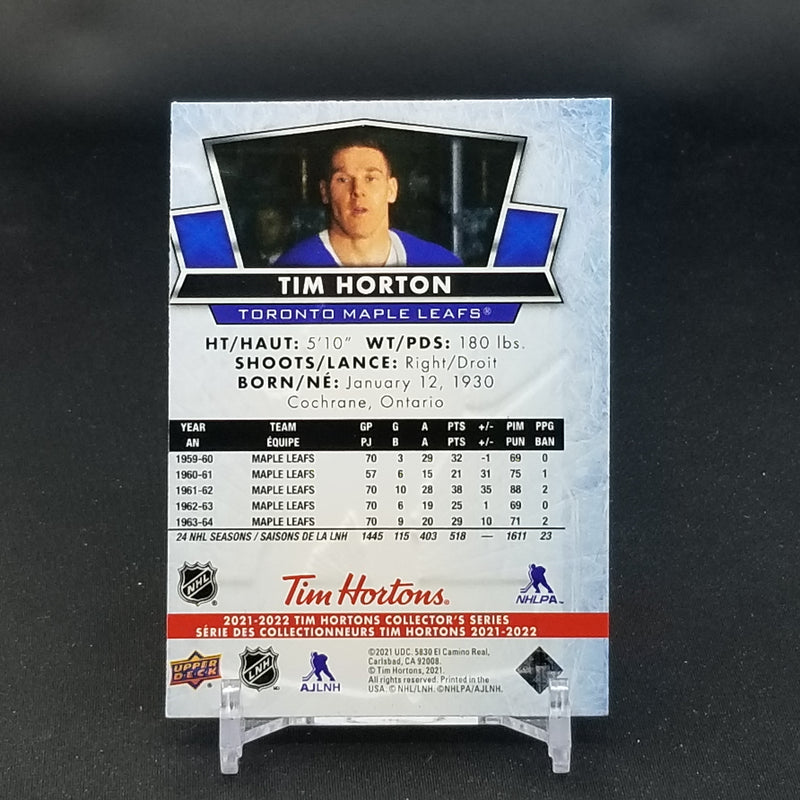 TIM HORTON
TORONTO MAPLE LEAFS®
HT/HAUT: 5'10" WT/PDS: 180 lbs.
SHOOTS/LANCE: Right/Droit
BORN/NÉ: January 12, 1930
Cochrane, Ontario
YEAR TEAM GP G A PTS +/- PIM PPG
AN ÉQUIPE PJ B A PTS +/- PUN BAN
1959-60 MAPLE LEAFS 70 3 29 32 -1 69 0
1960-61 MAPLE LEAFS 57 6 15 21 31 75 1
1961-62 MAPLE LEAFS 70 10 28 38 35 88 2
1962-63 MAPLE LEAFS 70 6 19 25 1 69 0
1963-64 MAPLE LEAFS 70 9 20 29 10 71 2
24 NHL SEASONS / SAISONS DE LA LNH 1445 115 403 518 — 1611 23
NHL ® Tim Hortons® NHLPA™
2021-2022 TIM HORTONS COLLECTOR'S SERIES
SÉRIE DES COLLECTIONNEURS TIM HORTONS 2021-2022
UPPER DECK ® LNH MD AJLNH
©2021 UDC. 5830 El Camino Real,
Carlsbad, CA 92008.
© Tim Hortons, 2021.
All rights reserved. Printed in the
USA. © NHL/LNH. ©NHLPA/AJLNH.